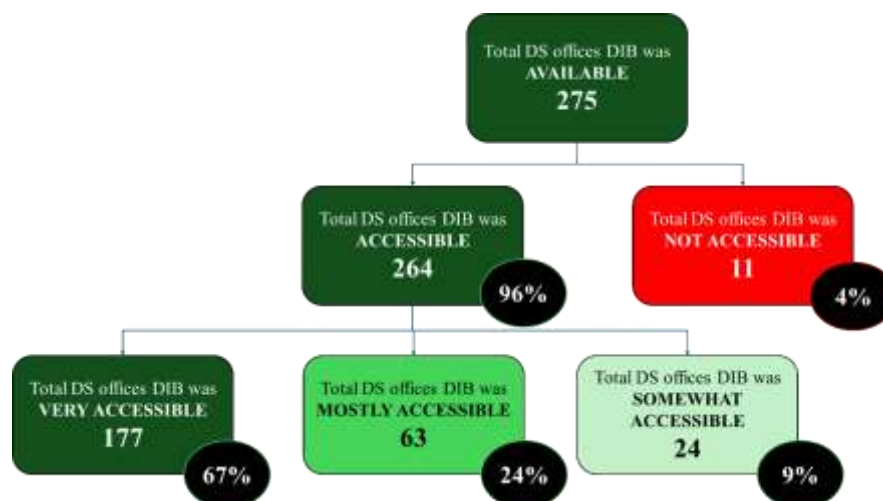 Total DS offices DIB was
AVAILABLE
275
Total DS offices DIB was
ACCESSIBLE
264
96%
Total DS offices DIB was
NOT ACCESSIBLE
11
4%
Total DS offices DIB was
VERY ACCESSIBLE
177
67%
Total DS offices DIB was
MOSTLY ACCESSIBLE
63
24%
Total DS offices DIB was
SOMEWHAT
ACCESSIBLE
24
9%